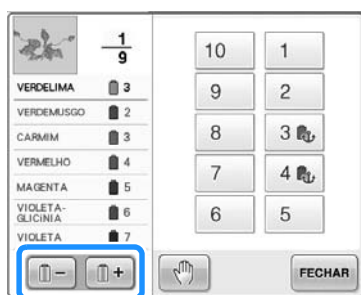 1
9
VERDELIMA 3
VERDEMUSGO 2
CARMIM 3
VERMELHO 4
MAGENTA 5
VIOLETA-
GLICÍNIA 6
VIOLETA 7
- +
10 1
9 2
8 3
7 4
6 5
FECHAR